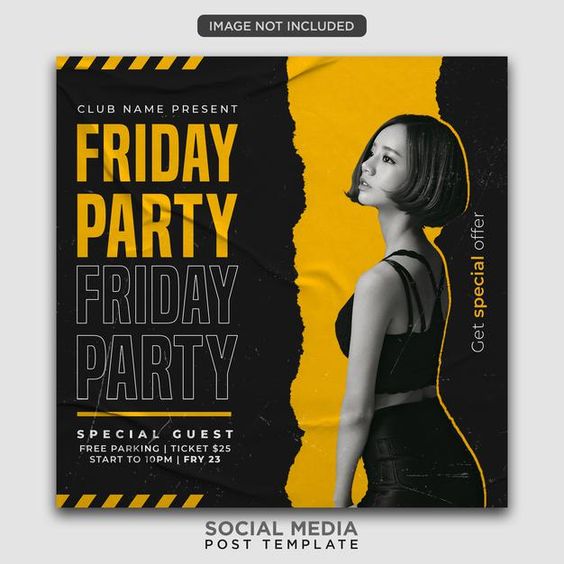 IMAGE NOT INCLUDED
CLUB NAME PRESENT
FRIDAY
PARTY
FRIDAY
PARTY
SPECIAL GUEST
FREE PARKING | TICKET $25
START TO 10PM | FRY 23
Get special offer
SOCIAL MEDIA
POST TEMPLATE